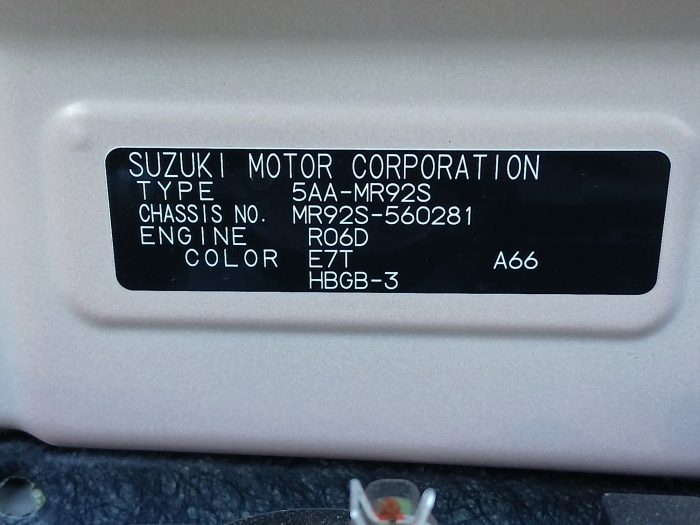 SUZUKI MOTOR CORPORATION
TYPE 5AA-MR92S
CHASSIS NO. MR92S-560281
ENGINE R06D
COLOR E7T A66
HBGB-3